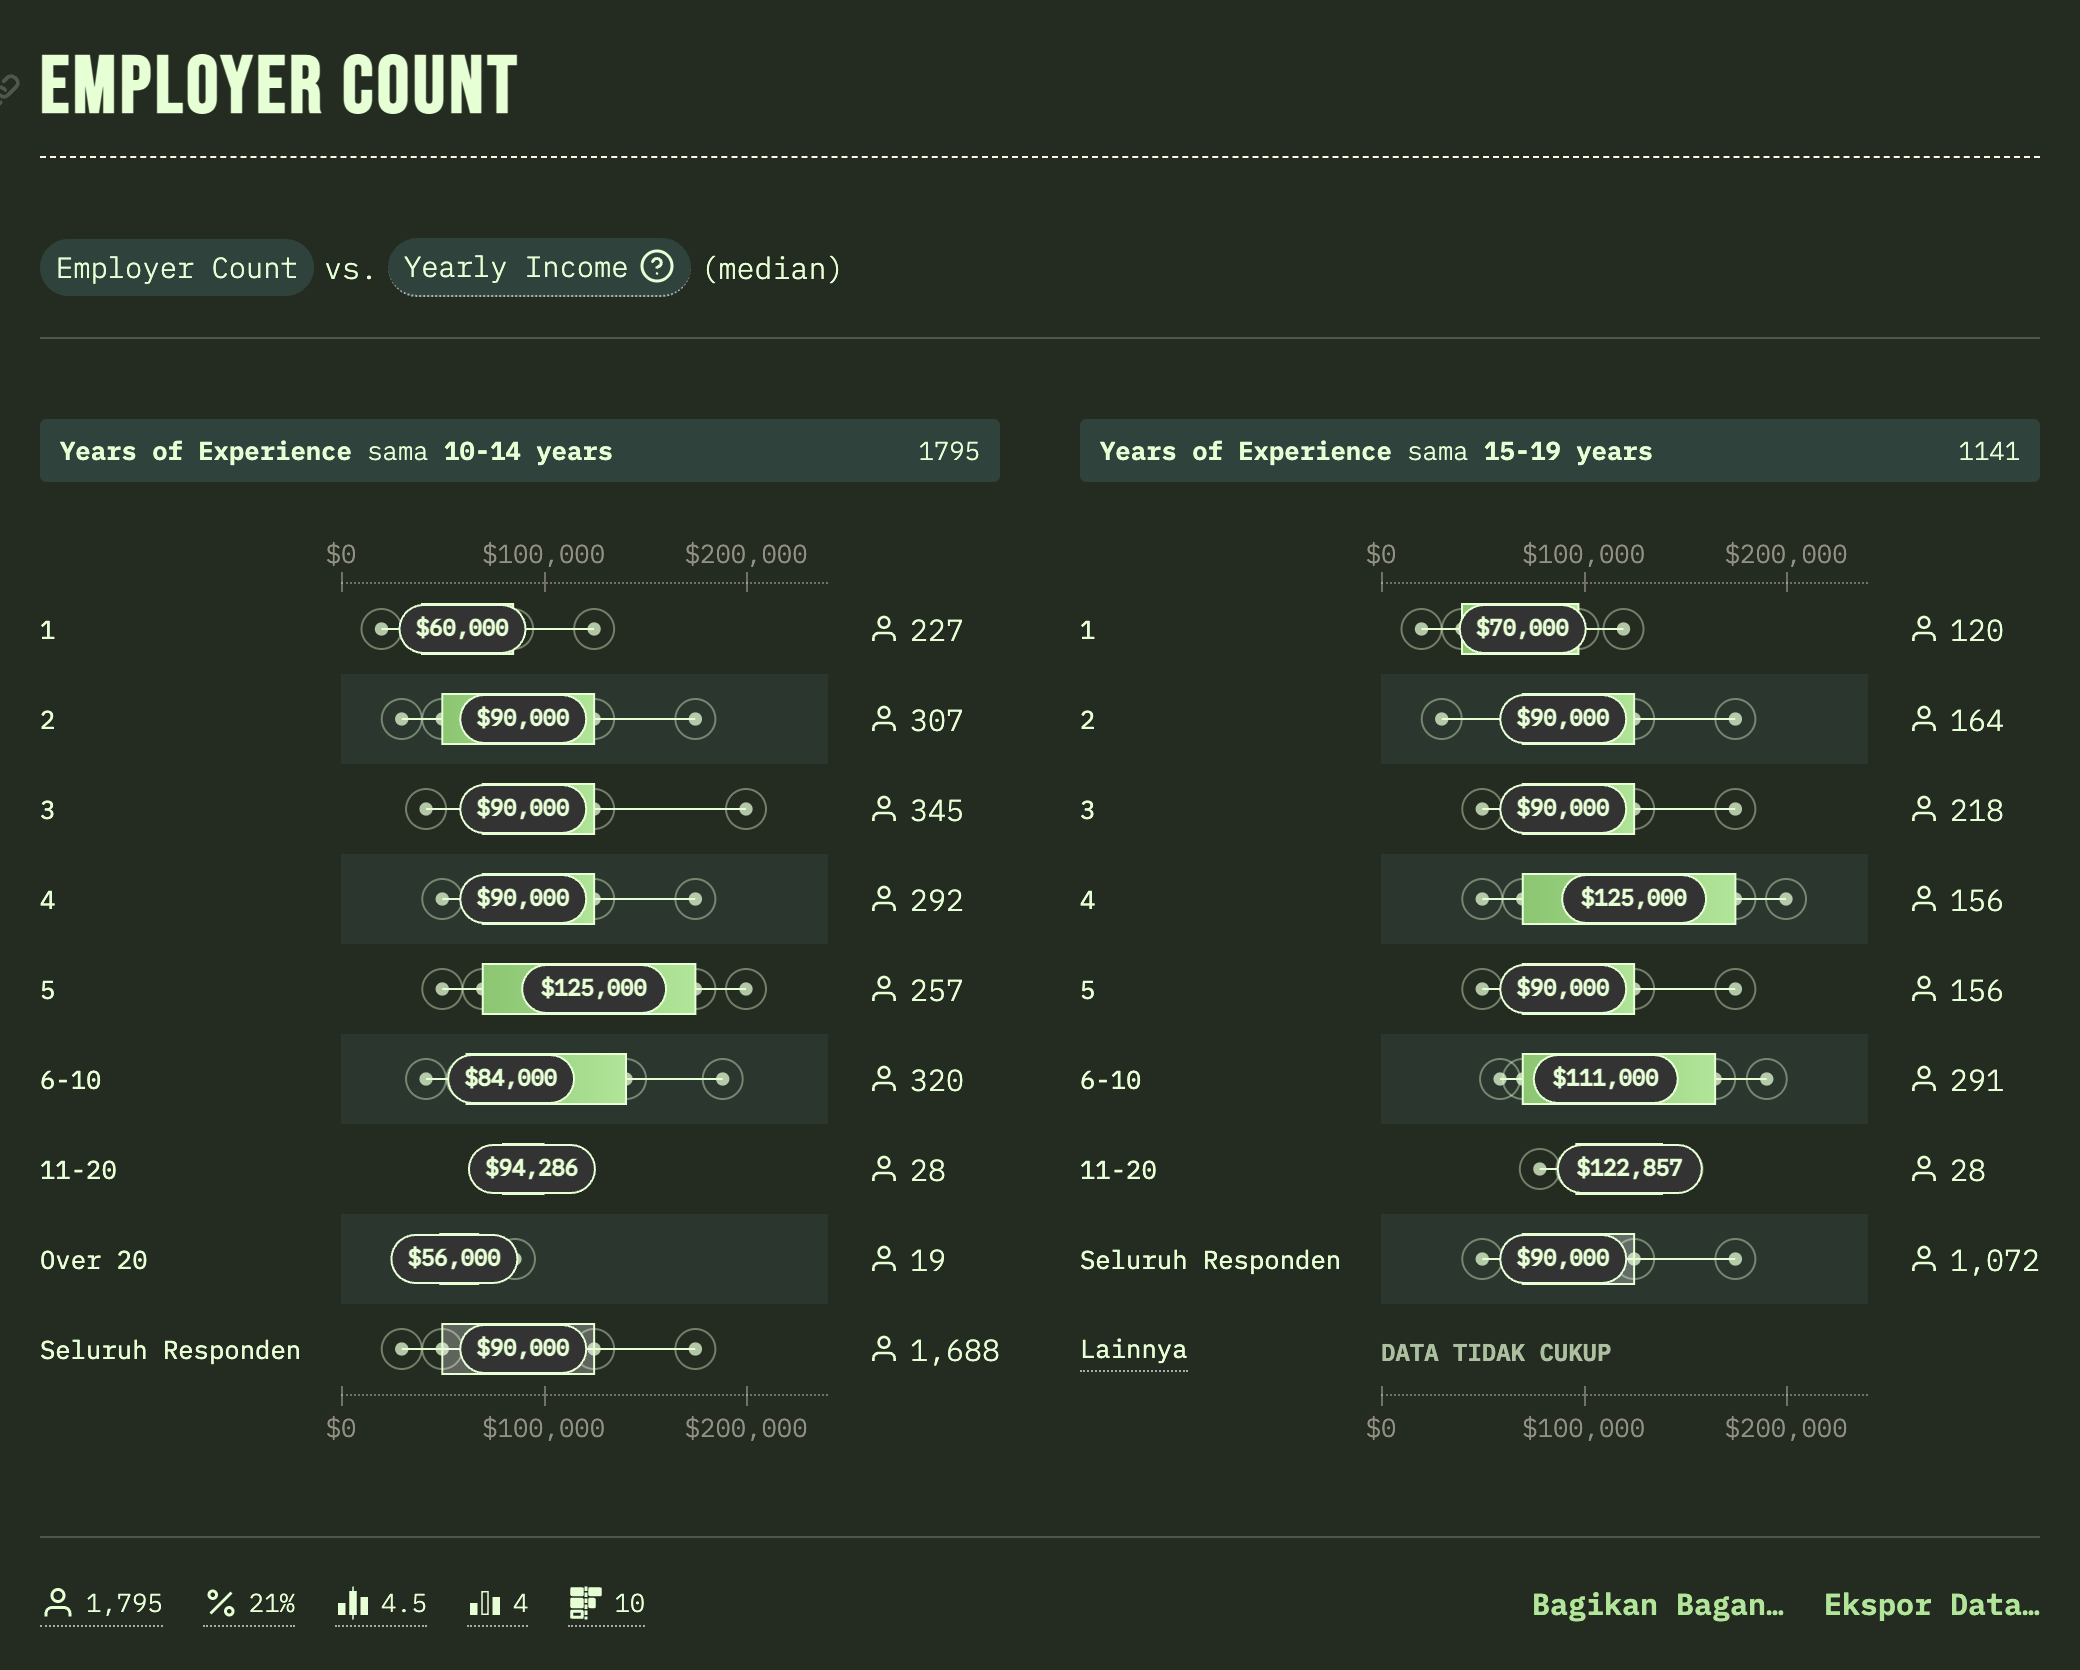 EMPLOYER COUNT
Employer Count vs. Yearly Income ? (median)
Years of Experience sama 10-14 years 1795
$0 $100,000 $200,000
1 $60,000 227
2 $90,000 307
3 $90,000 345
4 $90,000 292
5 $125,000 257
6-10 $84,000 320
11-20 $94,286 28
Over 20 $56,000 19
Seluruh Responden $90,000 1,688
$0 $100,000 $200,000
Years of Experience sama 15-19 years 1141
$0 $100,000 $200,000
1 $70,000 120
2 $90,000 164
3 $90,000 218
4 $125,000 156
5 $90,000 156
6-10 $111,000 291
11-20 $122,857 28
Seluruh Responden $90,000 1,072
Lainnya DATA TIDAK CUKUP
$0 $100,000 $200,000
1,795 % 21% 4.5 4 10
Bagikan Bagan… Ekspor Data…